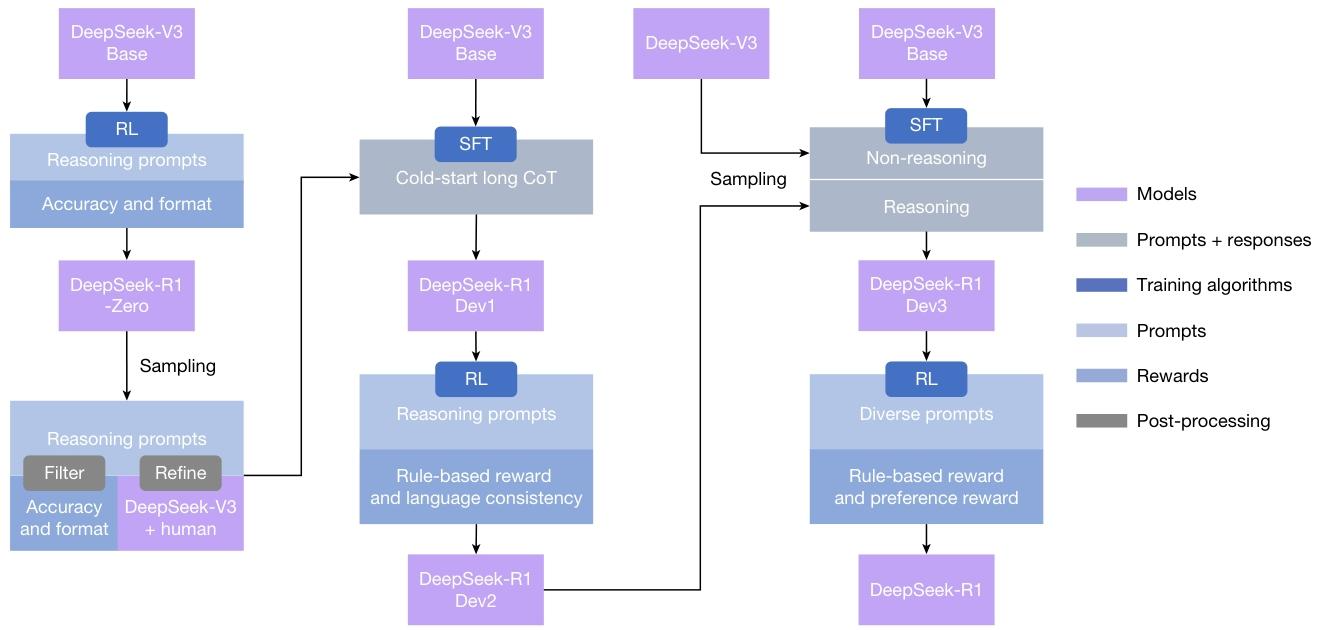 DeepSeek-V3
Base
RL
Reasoning prompts
Accuracy and format
DeepSeek-R1
-Zero
Sampling
Reasoning prompts
Filter
Refine
Accuracy
and format
DeepSeek-V3
+ human
DeepSeek-V3
Base
SFT
Cold-start long CoT
DeepSeek-R1
Dev1
RL
Reasoning prompts
Rule-based reward
and language consistency
DeepSeek-R1
Dev2
DeepSeek-V3
Sampling
DeepSeek-V3
Base
SFT
Non-reasoning
Reasoning
DeepSeek-R1
Dev3
RL
Diverse prompts
Rule-based reward
and preference reward
DeepSeek-R1
Models
Prompts + responses
Training algorithms
Prompts
Rewards
Post-processing